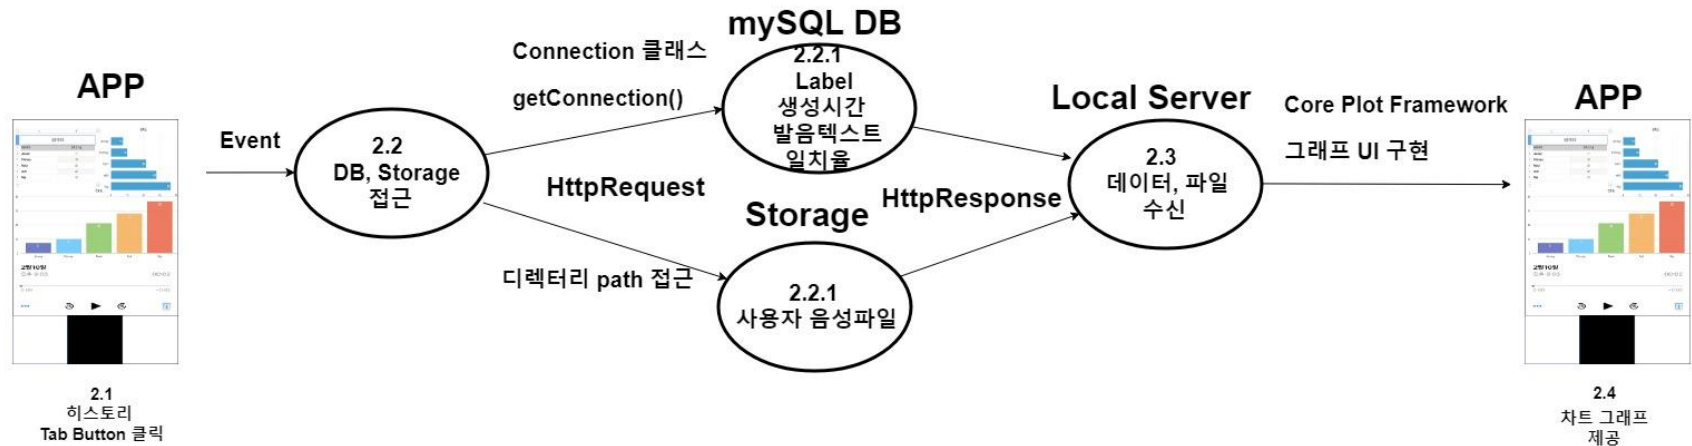 APP
2.1
히스토리
Tab Button 클릭
Event
2.2
DB, Storage
접근
Connection 클래스
getConnection()
HttpRequest
디렉터리 path 접근
mySQL DB
2.2.1
Label
생성시간
발음텍스트
일치율
Storage
2.2.1
사용자 음성파일
HttpResponse
Local Server
2.3
데이터, 파일
수신
Core Plot Framework
그래프 UI 구현
APP
2.4
차트 그래프
제공